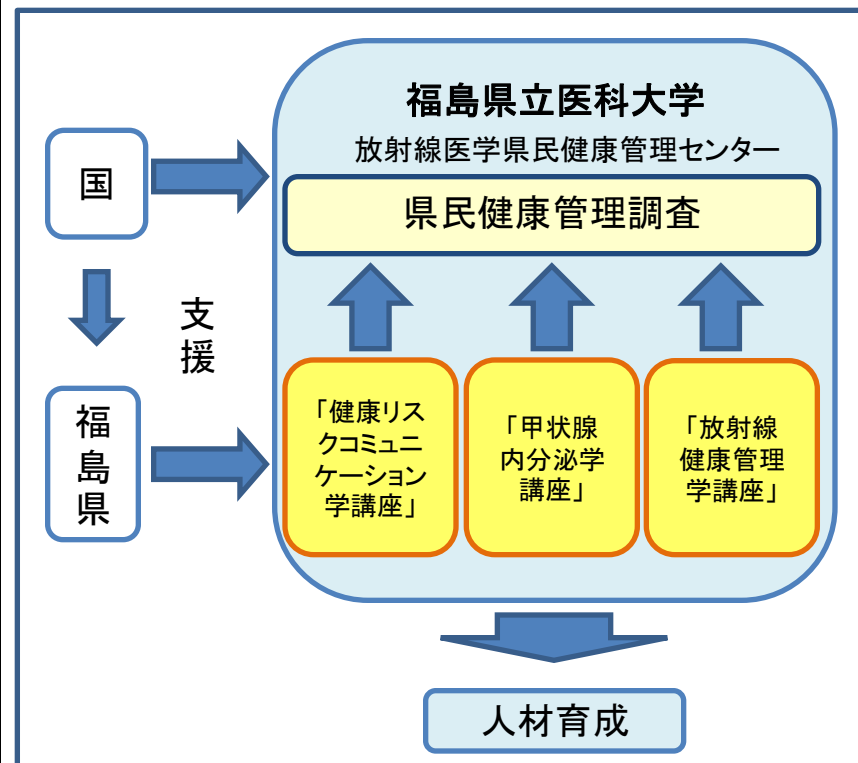 福島県立医科大学
放射線医学県民健康管理センター
国
県民健康管理調査
支
援
福
島
県
「健康リス
クコミュニ
ケーション
学講座」
「甲状腺
内分泌学
講座」
「放射線
健康管理
学講座」
人材育成